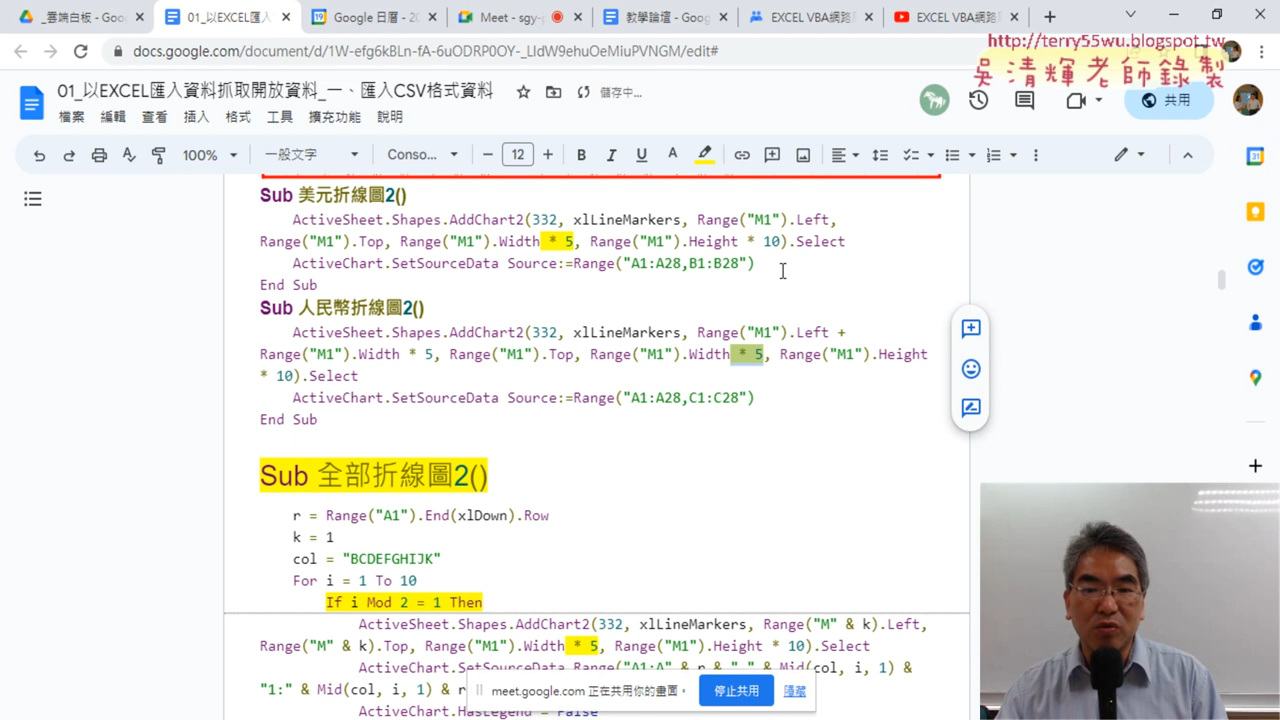 _雲端白板 - Goo
01_以EXCEL匯入
Google 日曆 - 20
Meet - sgy-p
教學論壇 - Goog
EXCEL VBA網路爬
EXCEL VBA網路爬
docs.google.com/document/d/1W-efg6kBLn-fA-6uODRP0OY-_LIdW9ehuOeMiuPVNGM/edit#
http://terry55wu.blogspot.tw
吳清輝老師錄製
01_以EXCEL匯入資料抓取開放資料_一、匯入CSV格式資料
儲存中…
共用
檔案 編輯 查看 插入 格式 工具 擴充功能 說明
100% 一般文字 Conso... 12
Sub 美元折線圖2()
ActiveSheet.Shapes.AddChart2(332, xlLineMarkers, Range("M1").Left,
Range("M1").Top, Range("M1").Width * 5, Range("M1").Height * 10).Select
ActiveChart.SetSourceData Source:=Range("A1:A28,B1:B28")
End Sub
Sub 人民幣折線圖2()
ActiveSheet.Shapes.AddChart2(332, xlLineMarkers, Range("M1").Left +
Range("M1").Width * 5, Range("M1").Top, Range("M1").Width * 5, Range("M1").Height
* 10).Select
ActiveChart.SetSourceData Source:=Range("A1:A28,C1:C28")
End Sub
Sub 全部折線圖2()
r = Range("A1").End(xlDown).Row
k = 1
col = "BCDEFGHIJK"
For i = 1 To 10
If i Mod 2 = 1 Then
ActiveSheet.Shapes.AddChart2(332, xlLineMarkers, Range("M" & k).Left,
Range("M" & k).Top, Range("M1").Width * 5, Range("M1").Height * 10).Select
ActiveChart.SetSourceData Range("A1:A" & r & "," & Mid(col, i, 1) &
"1:" & Mid(col, i, 1) & r
ActiveChart.HasLegend = False
meet.google.com 正在共用你的畫面。
停止共用
隱藏